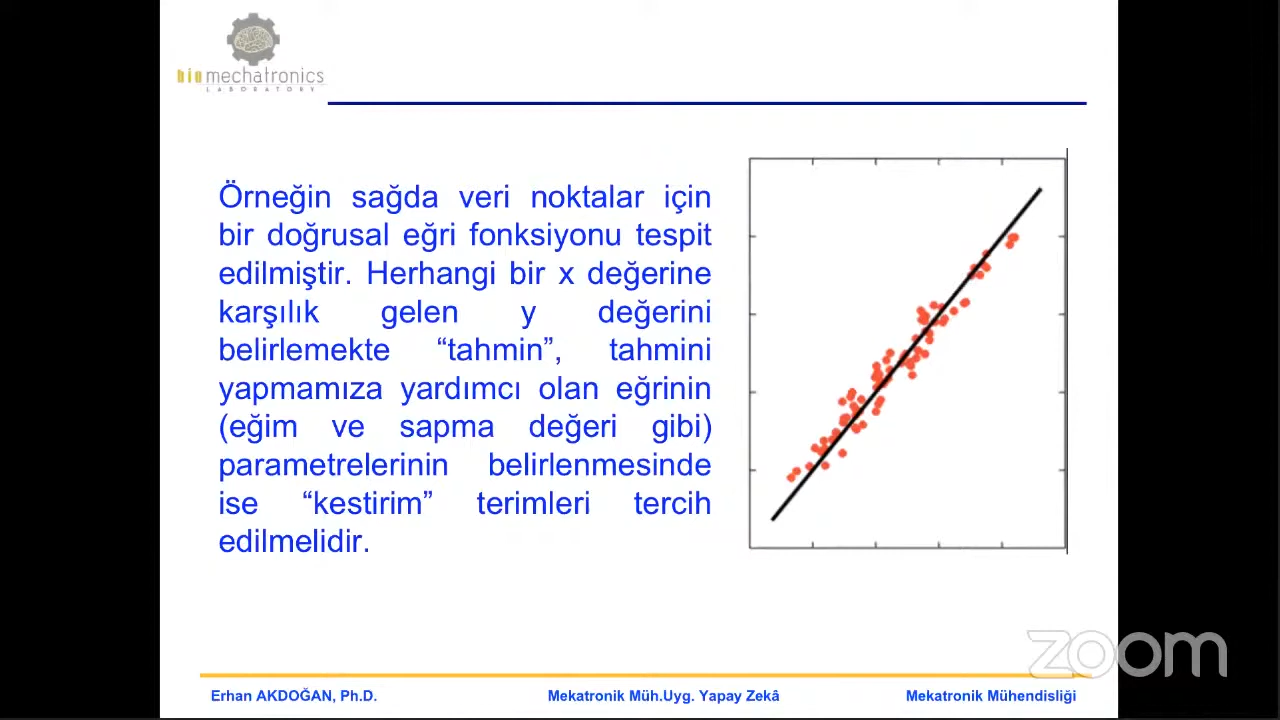 biomechatronics
LABORATORY
Örneğin sağda veri noktalar için
bir doğrusal eğri fonksiyonu tespit
edilmiştir. Herhangi bir x değerine
karşılık gelen y değerini
belirlemekte “tahmin”, tahmini
yapmamıza yardımcı olan eğrinin
(eğim ve sapma değeri gibi)
parametrelerinin belirlenmesinde
ise “kestirim” terimleri tercih
edilmelidir.
zoom
Erhan AKDOĞAN, Ph.D.
Mekatronik Müh.Uyg. Yapay Zekâ
Mekatronik Mühendisliği